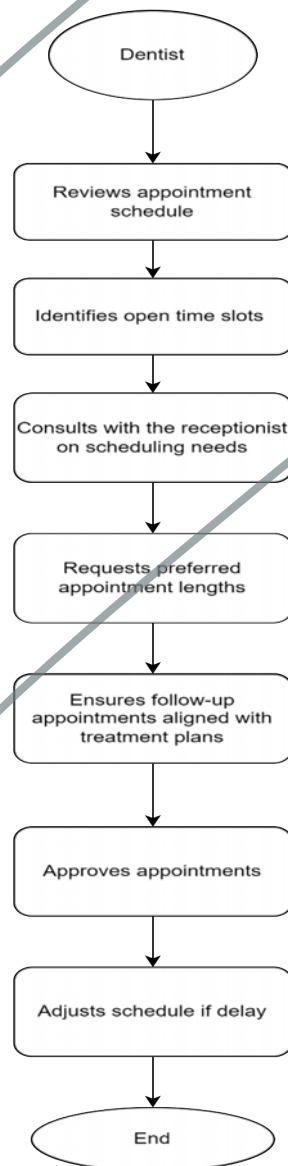 Dentist
Reviews appointment
schedule
Identifies open time slots
Consults with the receptionist
on scheduling needs
Requests preferred
appointment lengths
Ensures follow-up
appointments aligned with
treatment plans
Approves appointments
Adjusts schedule if delay
End